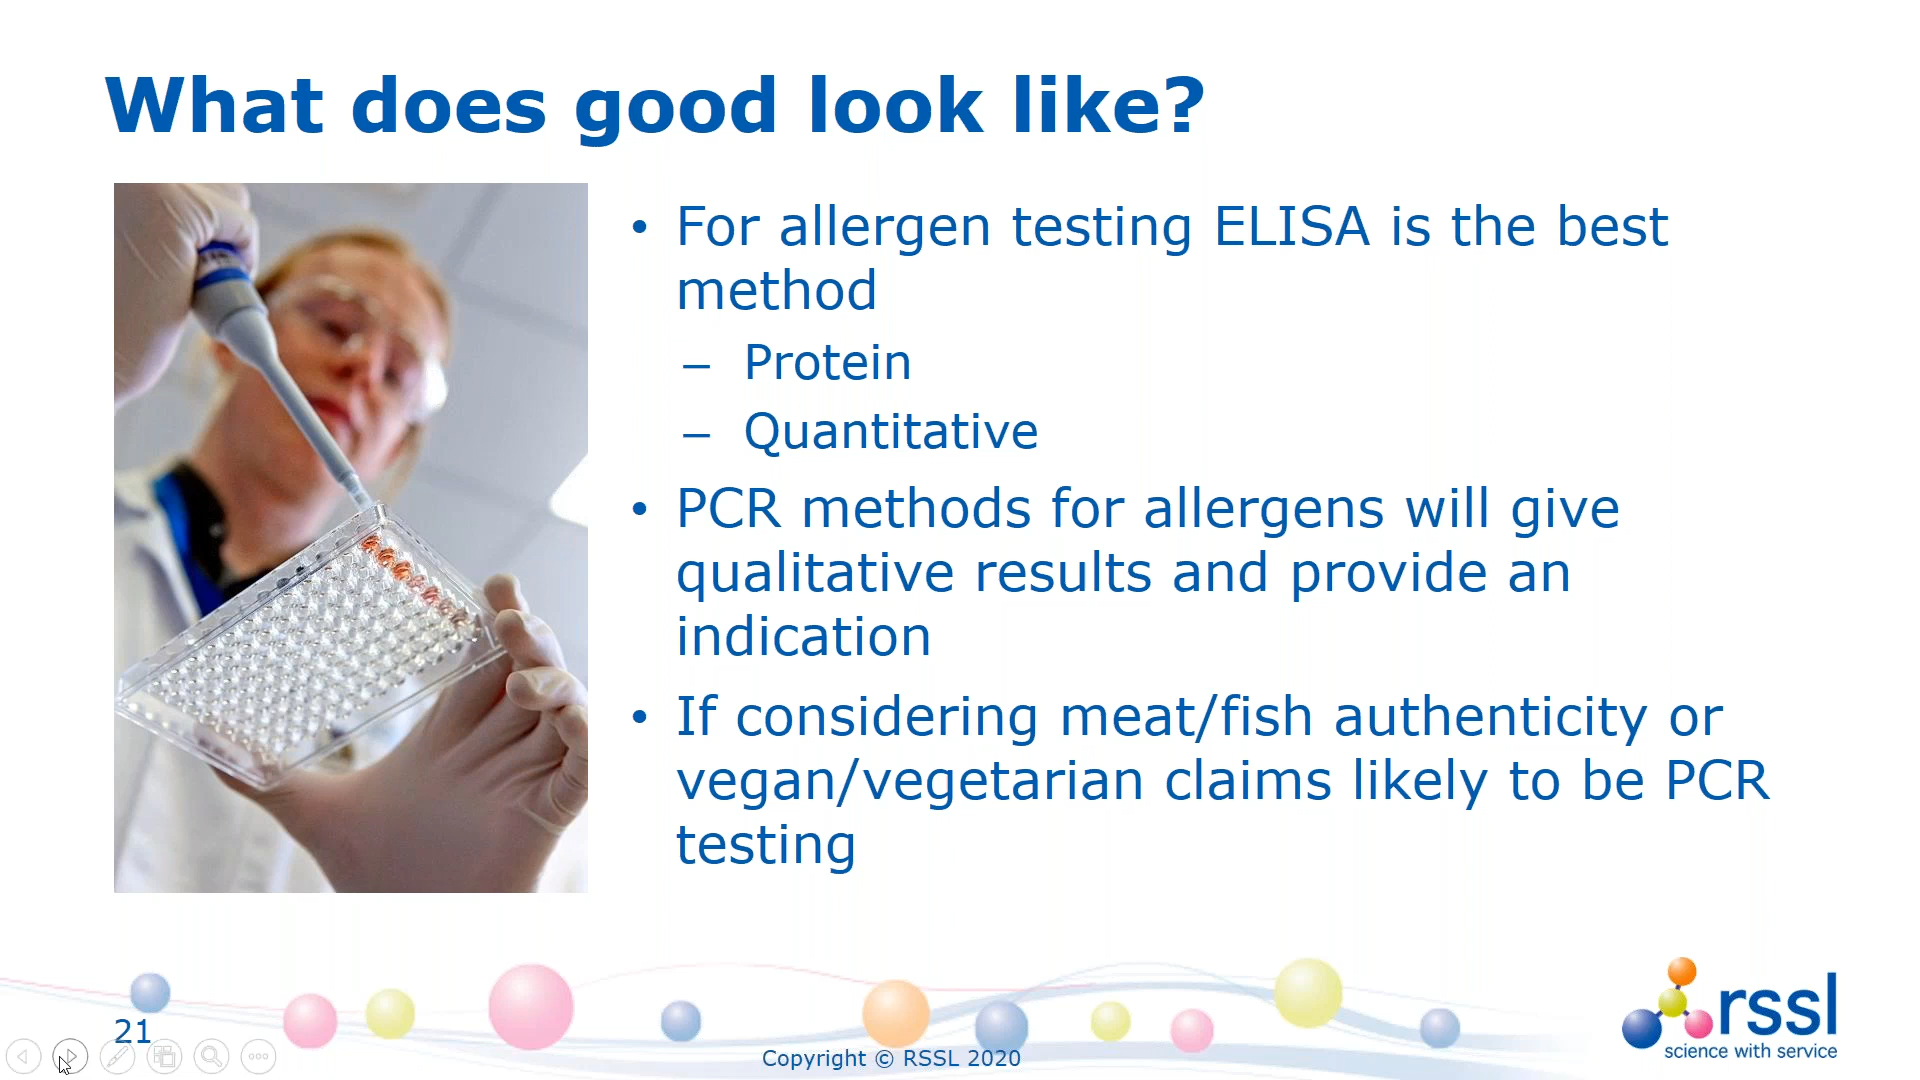 What does good look like?
• For allergen testing ELISA is the best
method
– Protein
– Quantitative
• PCR methods for allergens will give
qualitative results and provide an
indication
• If considering meat/fish authenticity or
vegan/vegetarian claims likely to be PCR
testing
21
Copyright © RSSL 2020
rssl
science with service